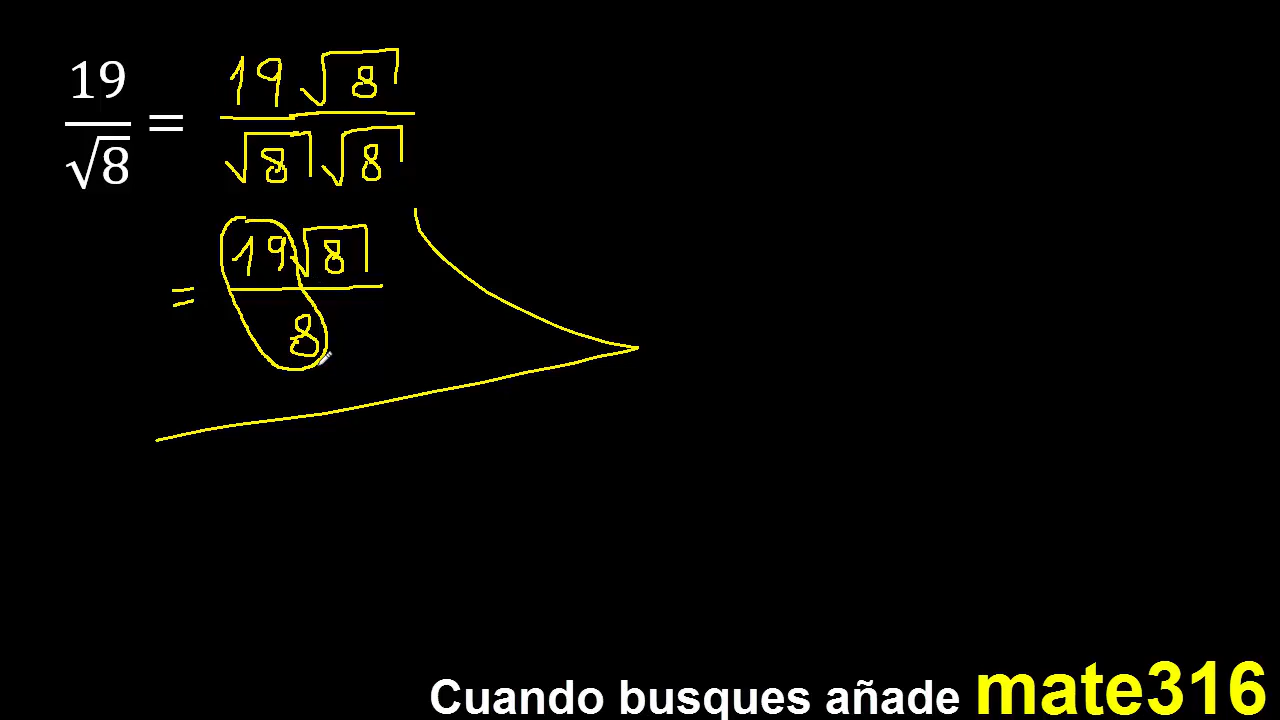 19/√8 = 19√8/√8√8
= 19√8/8
Cuando busques añade mate316